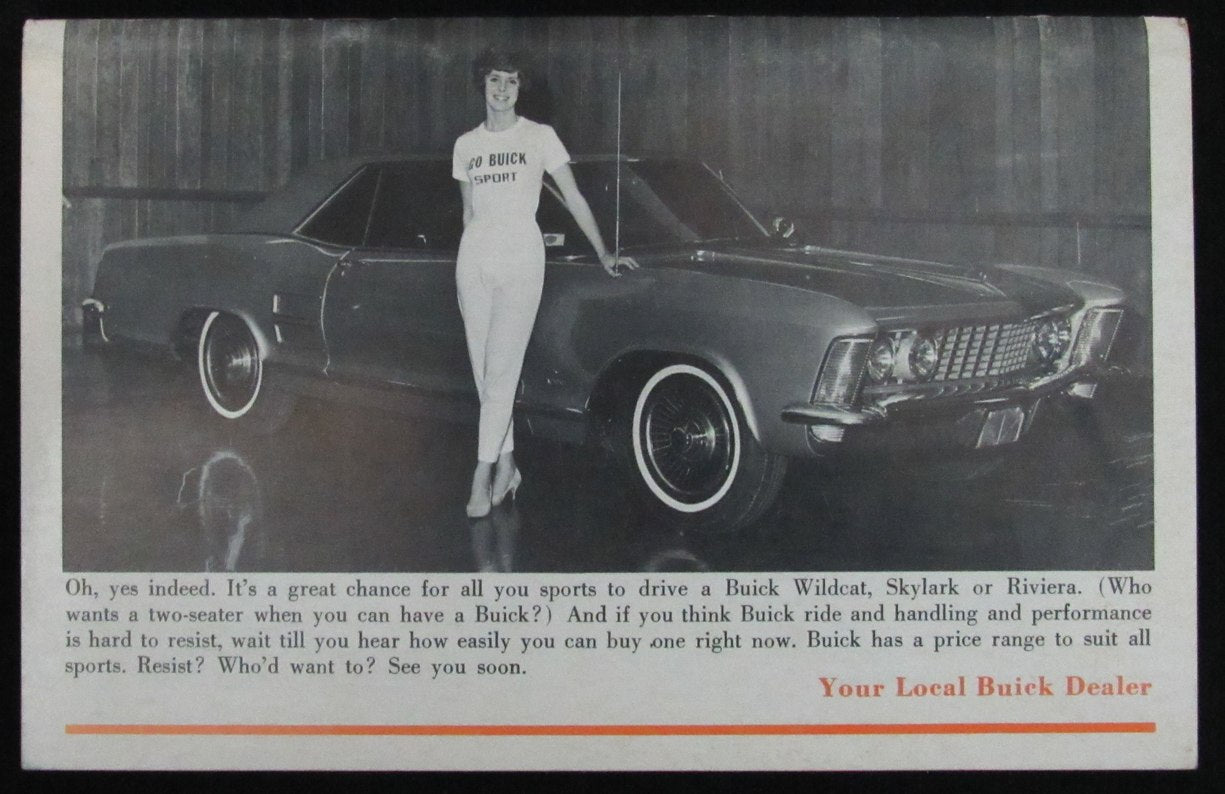 GO BUICK
SPORT
Oh, yes indeed. It's a great chance for all you sports to drive a Buick Wildcat, Skylark or Riviera. (Who
wants a two-seater when you can have a Buick?) And if you think Buick ride and handling and performance
is hard to resist, wait till you hear how easily you can buy one right now. Buick has a price range to suit all
sports. Resist? Who'd want to? See you soon.
Your Local Buick Dealer